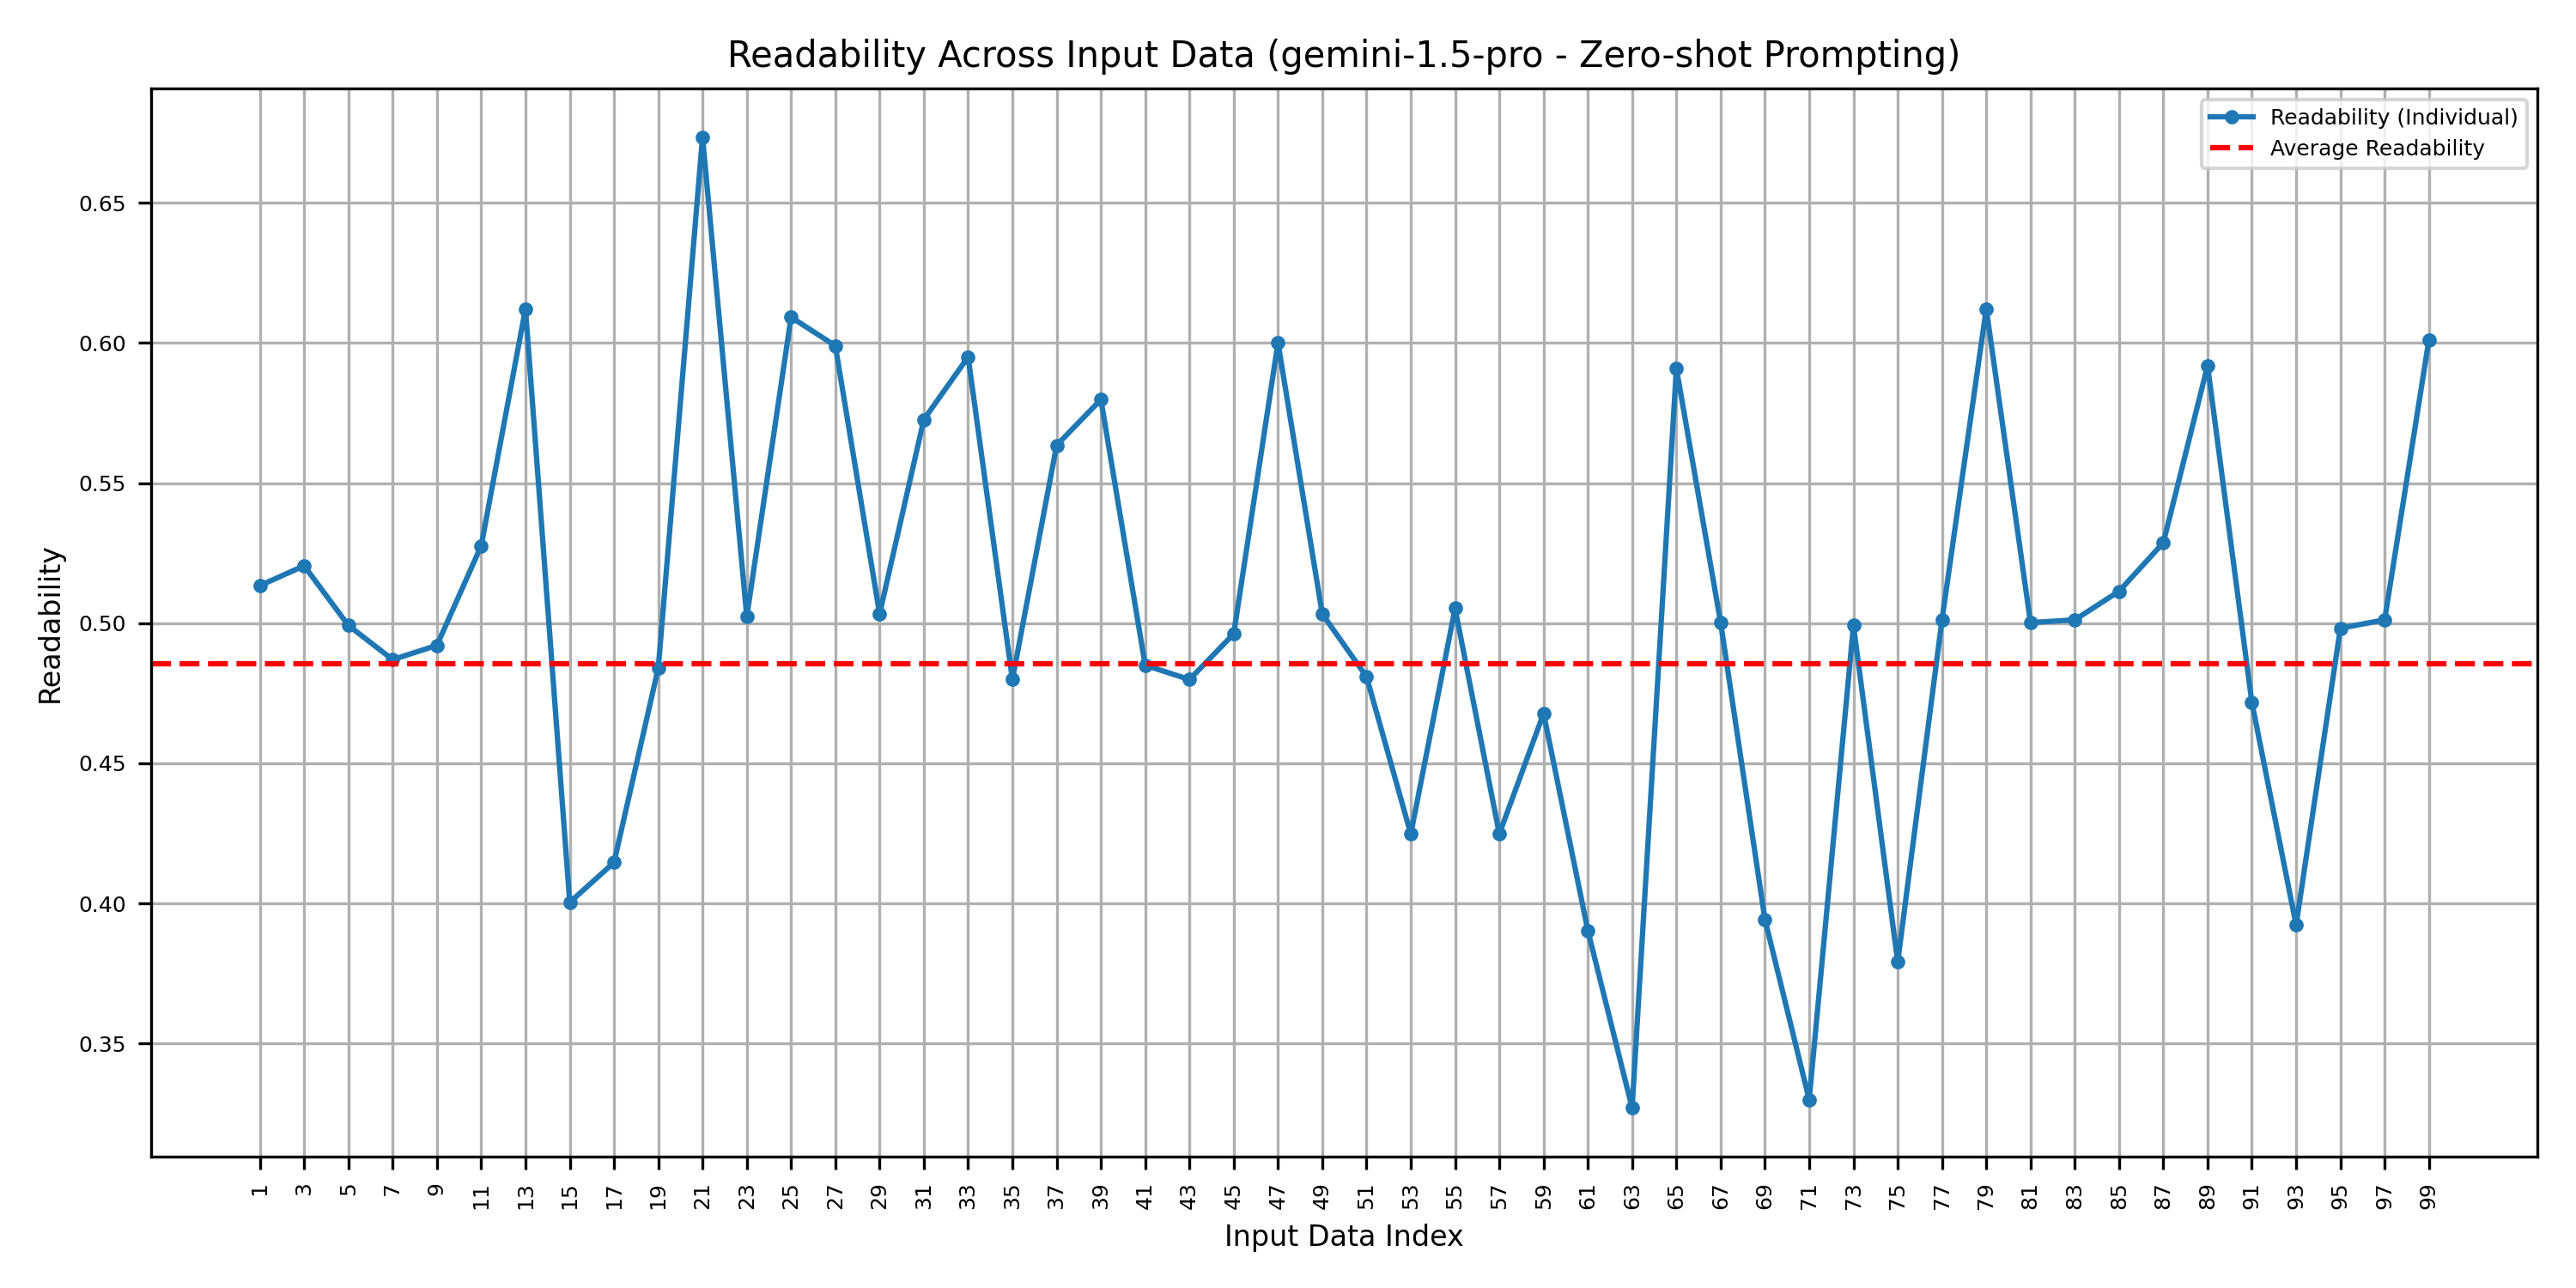 Readability Across Input Data (gemini-1.5-pro - Zero-shot Prompting)
Readability (Individual)
Average Readability
Readability
0.65
0.60
0.55
0.50
0.45
0.40
0.35
1 3 5 7 9 11 13 15 17 19 21 23 25 27 29 31 33 35 37 39 41 43 45 47 49 51 53 55 57 59 61 63 65 67 69 71 73 75 77 79 81 83 85 87 89 91 93 95 97 99
Input Data Index